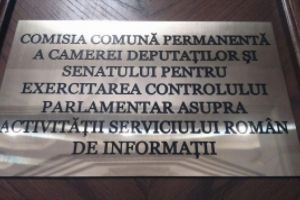 COMISIA COMUNĂ PERMANENTĂ
A CAMEREI DEPUTAȚILOR ȘI
SENATULUI PENTRU
EXERCITAREA CONTROLULUI
PARLAMENTAR ASUPRA
ACTIVITĂȚII SERVICIULUI ROMÂN
DE INFORMAȚII